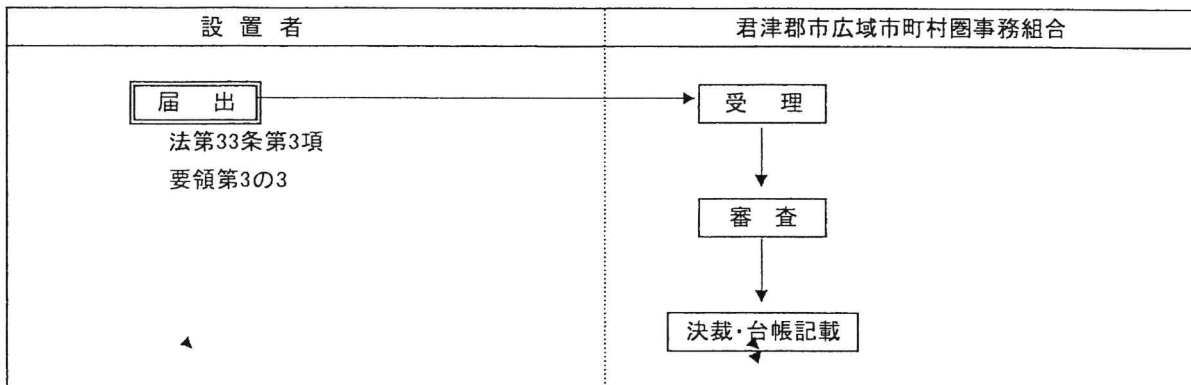 設置者
君津郡市広域市町村圏事務組合
届出
受理
法第33条第3項
要領第3の3
審査
決裁・台帳記載